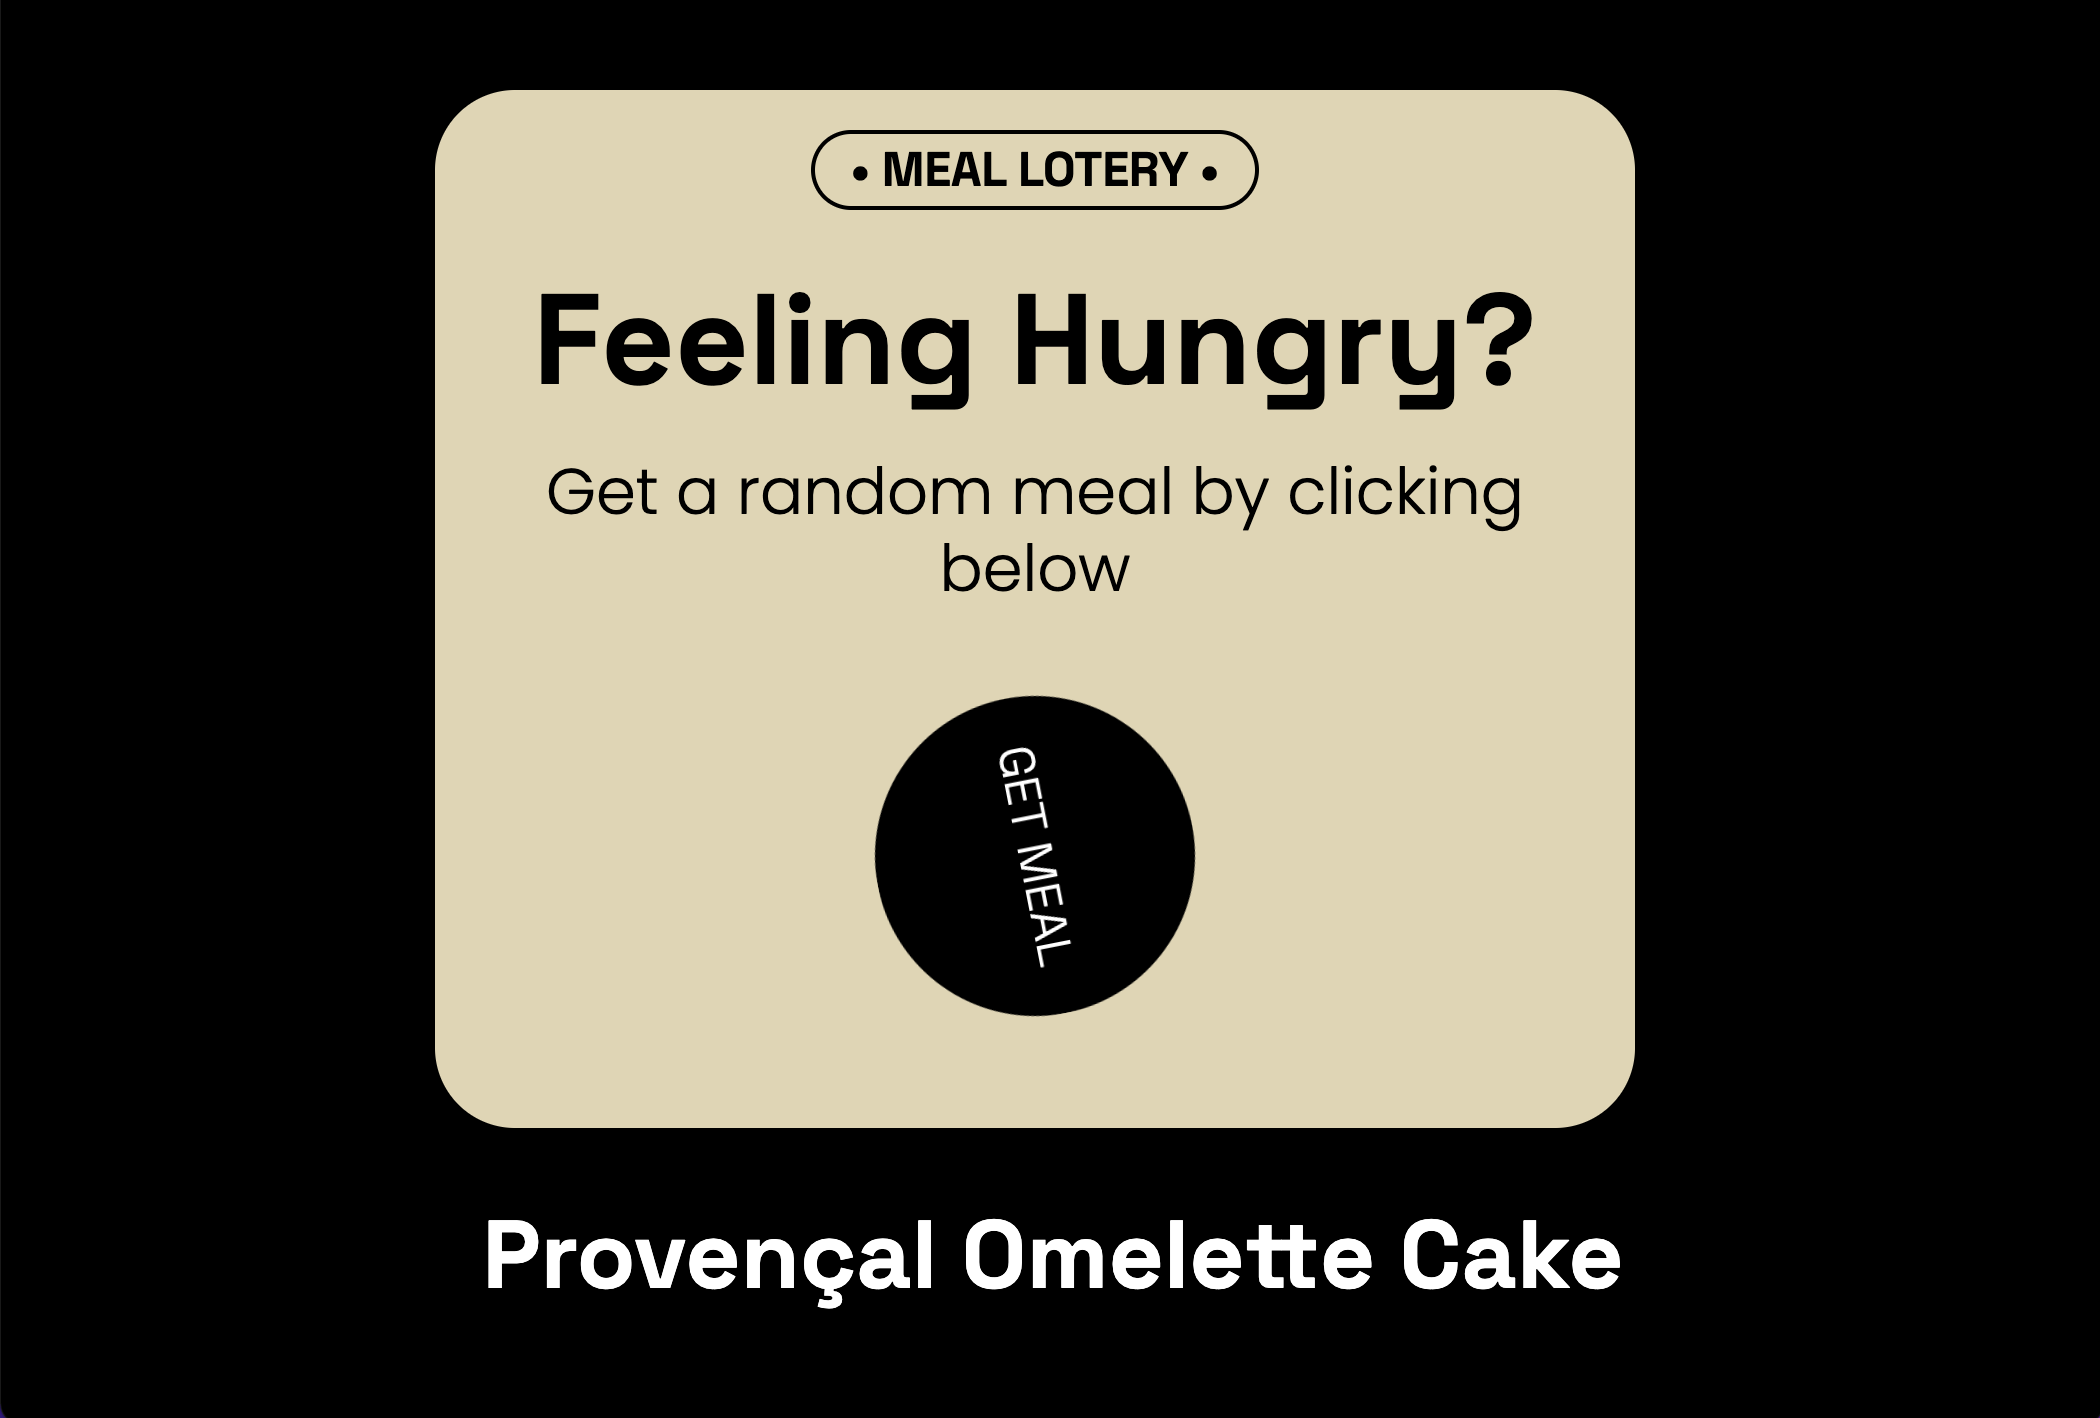 • MEAL LOTERY •
Feeling Hungry?
Get a random meal by clicking
below
GET MEAL
Provençal Omelette Cake